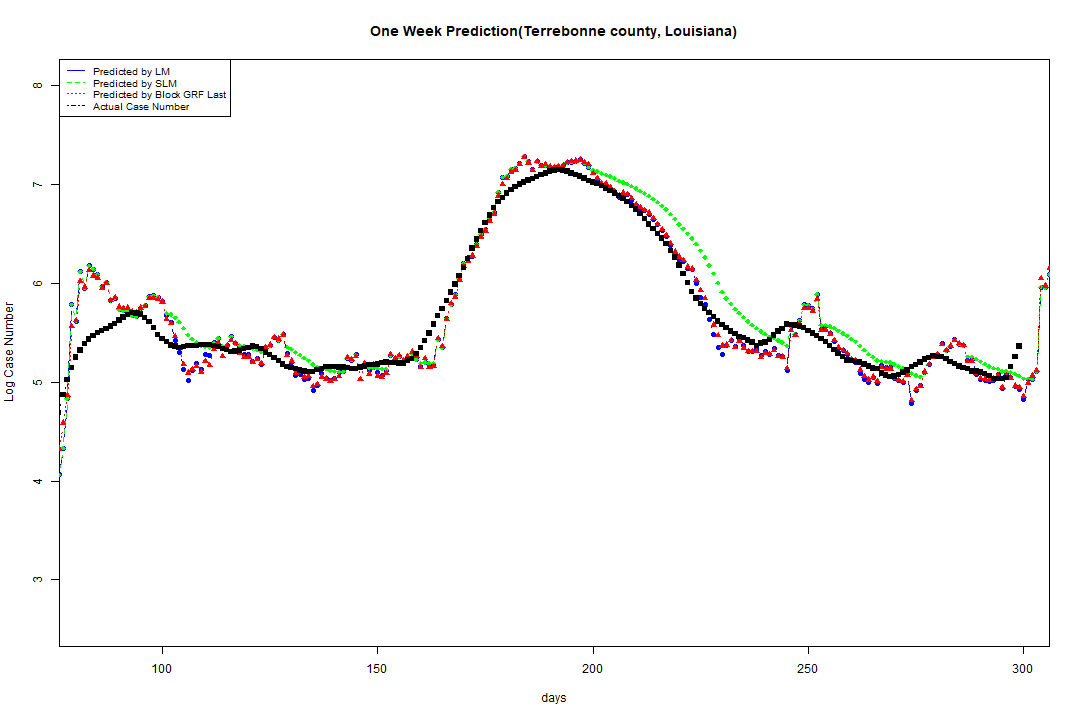 One Week Prediction(Terrebonne county, Louisiana)
Predicted by LM
Predicted by SLM
Predicted by Block GRF Last
Actual Case Number
8
7
6
5
4
3
Log Case Number
100 150 200 250 300
days